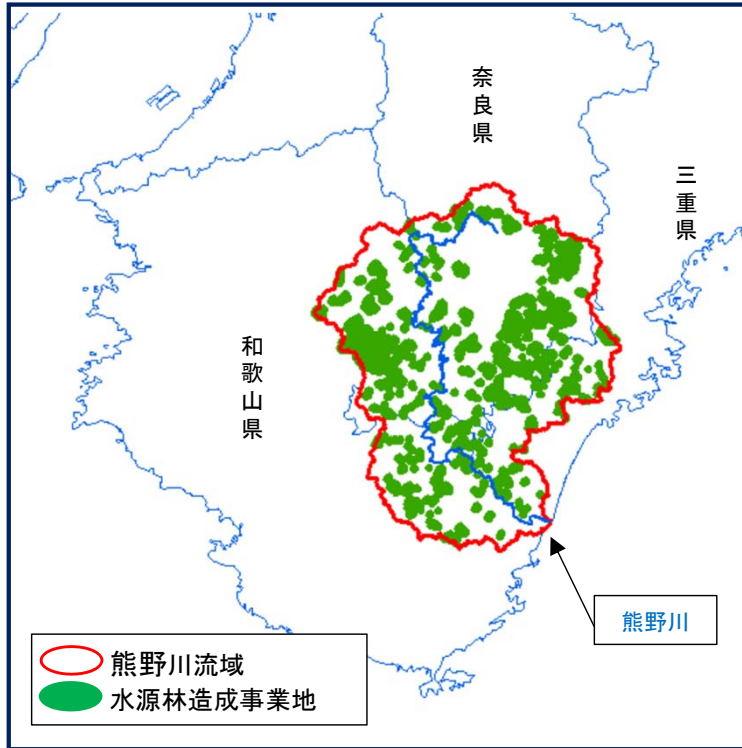 奈良県
三重県
和歌山県
熊野川
熊野川流域
水源林造成事業地